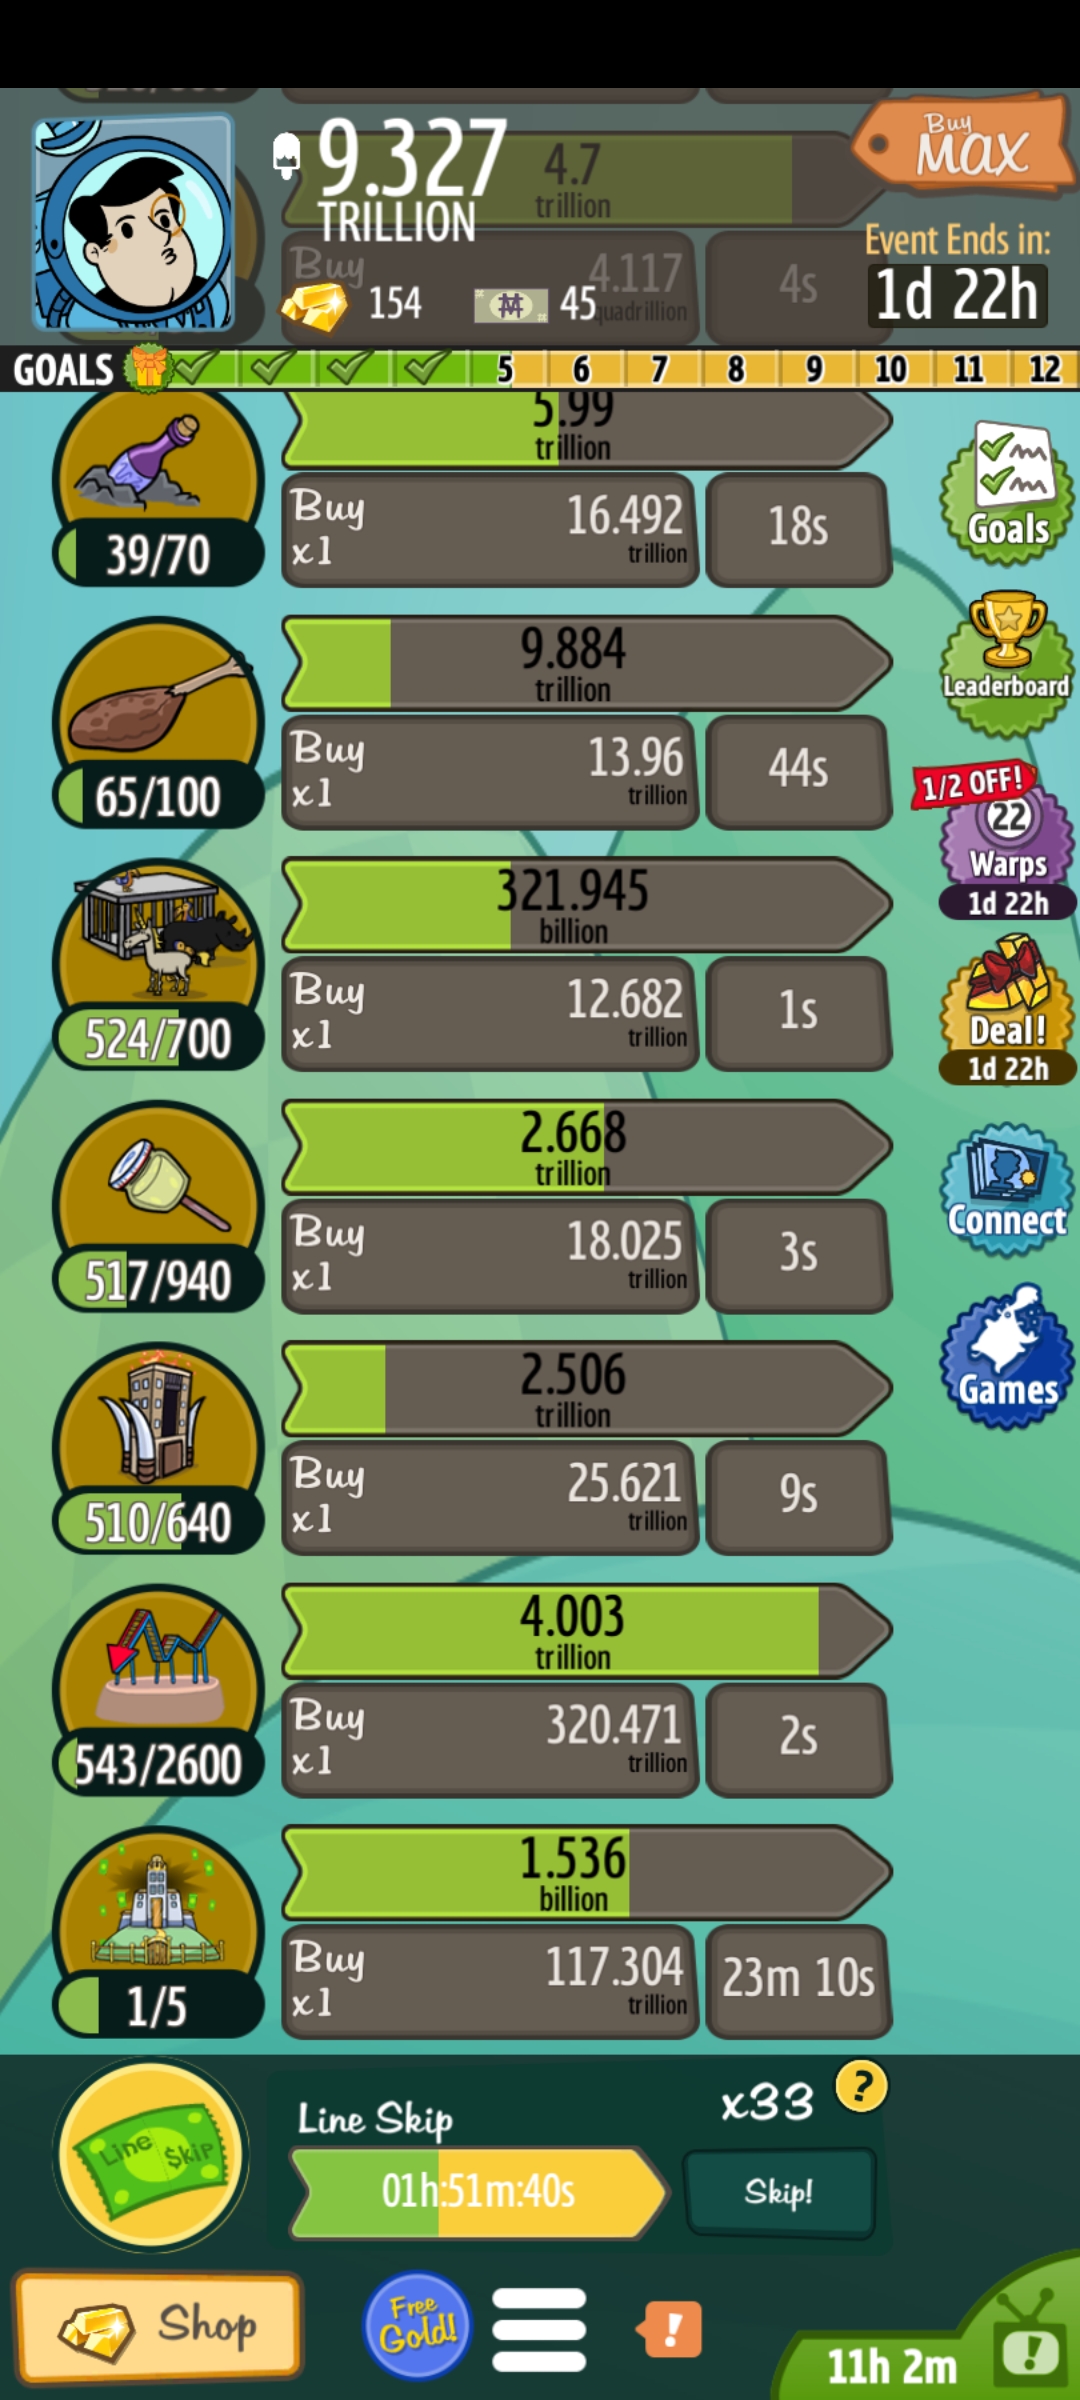 Buy
MAX
9.327
TRILLION
4.7
trillion
Event Ends in:
1d 22h
Buy
4.117
quadrillion
4s
154
45
GOALS
5 6 7 8 9 10 11 12
5.99
trillion
39/70
Buy
x1
16.492
trillion
18s
Goals
9.884
trillion
65/100
Buy
x1
13.96
trillion
44s
Leaderboard
1/2 OFF!
22
Warps
1d 22h
321.945
billion
524/700
Buy
x1
12.682
trillion
1s
Deal!
1d 22h
2.668
trillion
517/940
Buy
x1
18.025
trillion
3s
Connect
2.506
trillion
510/640
Buy
x1
25.621
trillion
9s
Games
4.003
trillion
543/2600
Buy
x1
320.471
trillion
2s
1.536
billion
1/5
Buy
x1
117.304
trillion
23m 10s
Line $kip
Line Skip
x33
?
01h:51m:40s
Skip!
Shop
Free
Gold!
!
11h 2m
!